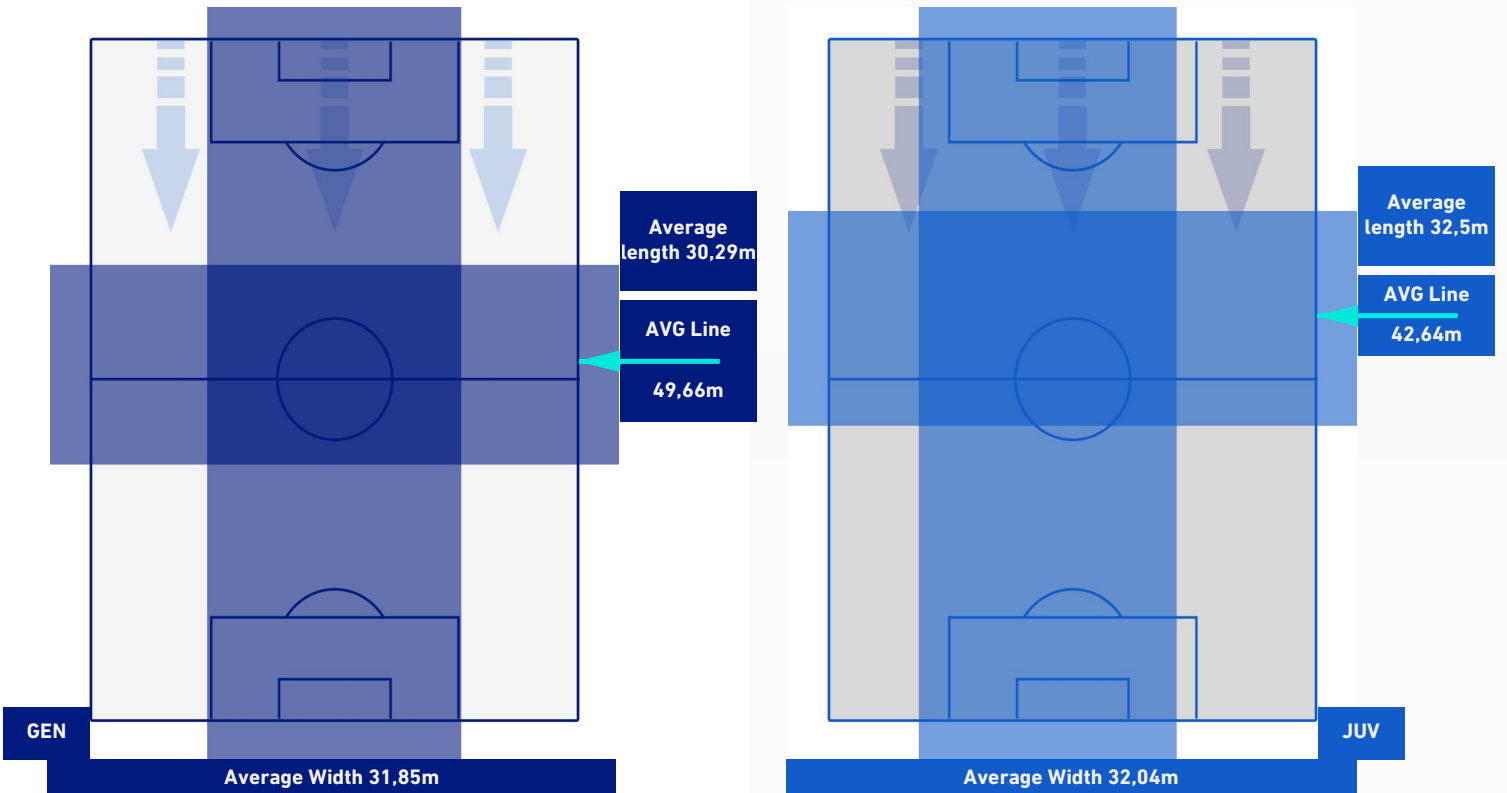 Average
length 30,29m
AVG Line
49,66m
GEN
Average Width 31,85m
Average
length 32,5m
AVG Line
42,64m
JUV
Average Width 32,04m